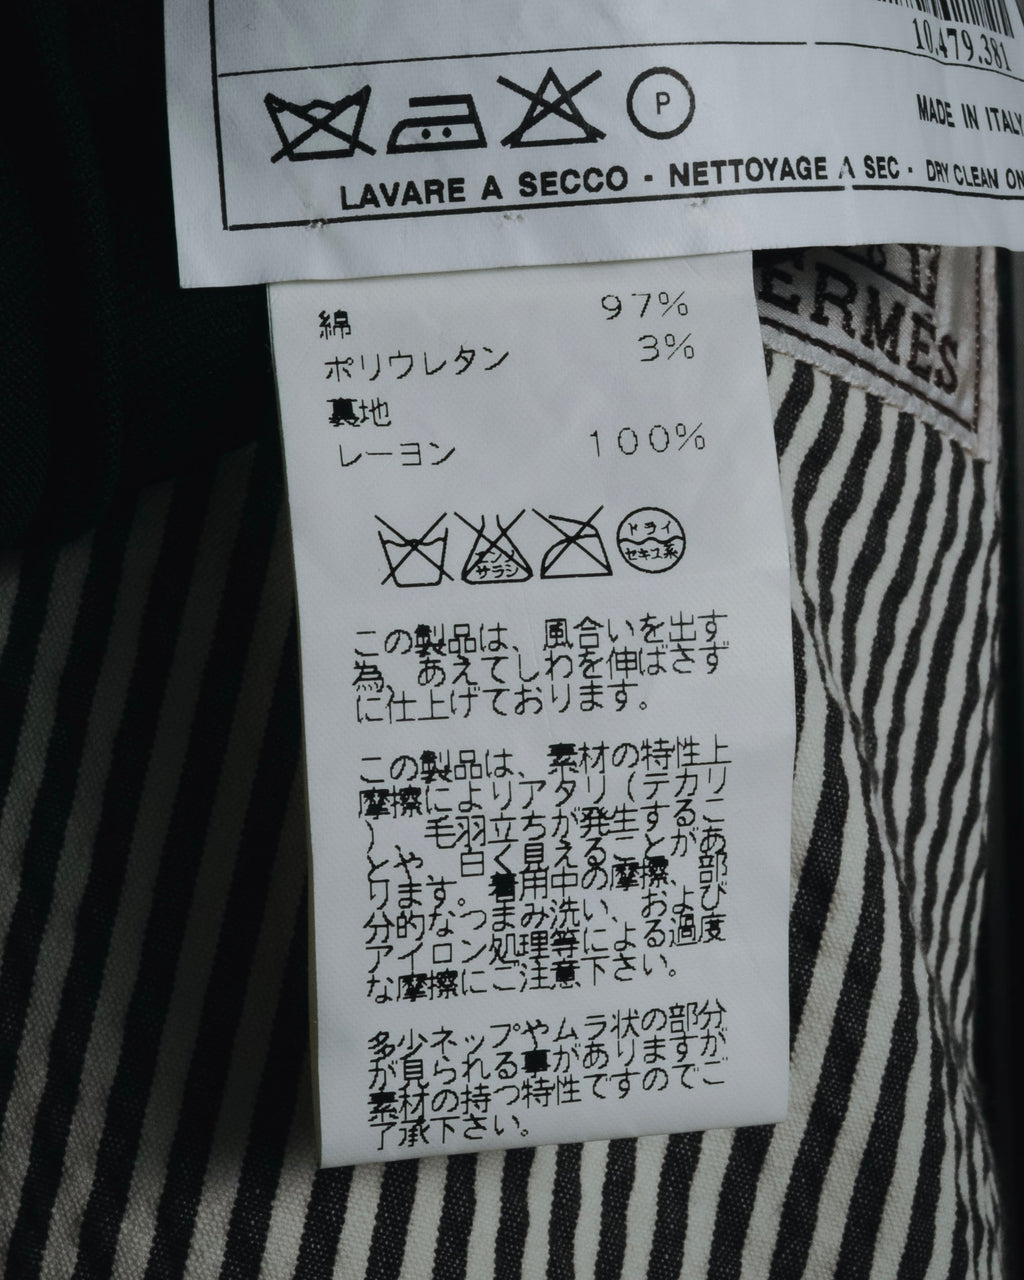 10.479.381
P
MADE IN ITALY
LAVARE A SECCO - NETTOYAGE A SEC - DRY CLEAN ON
ERMES
綿 97%
ポリウレタン 3%
裏地
レーヨン 100%
エンソ
サラシ
ドライ
セキユ系
この製品は、風合いを出す
為、あえてしわを伸ばさず
に仕上げております。
この製品は、素材の特性上
摩擦によりアタリ(テカリ
)、毛羽立ちが発生するこ
とや、白く見えることがあ
ります。着用中の摩擦、部
分的なつまみ洗い、および
アイロン処理等による過度
な摩擦にご注意下さい。
多少ネップやムラ状の部分
が見られる事がありますが
素材の持つ特性ですのでご
了承下さい。